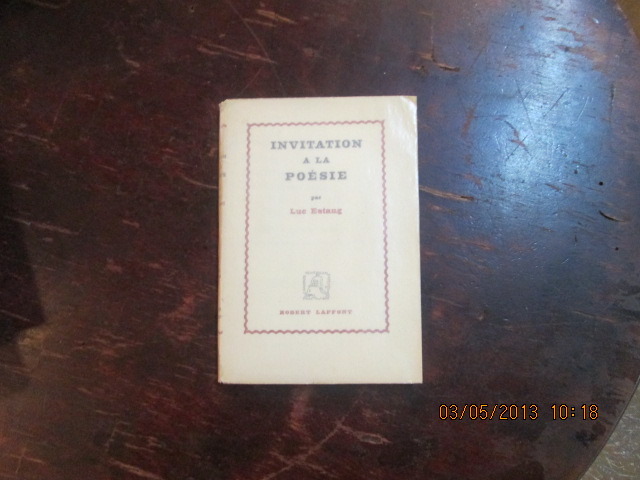 INVITATION
A LA
POÉSIE
par
Luc Estang
ROBERT LAFFONT
03/05/2013 10:18